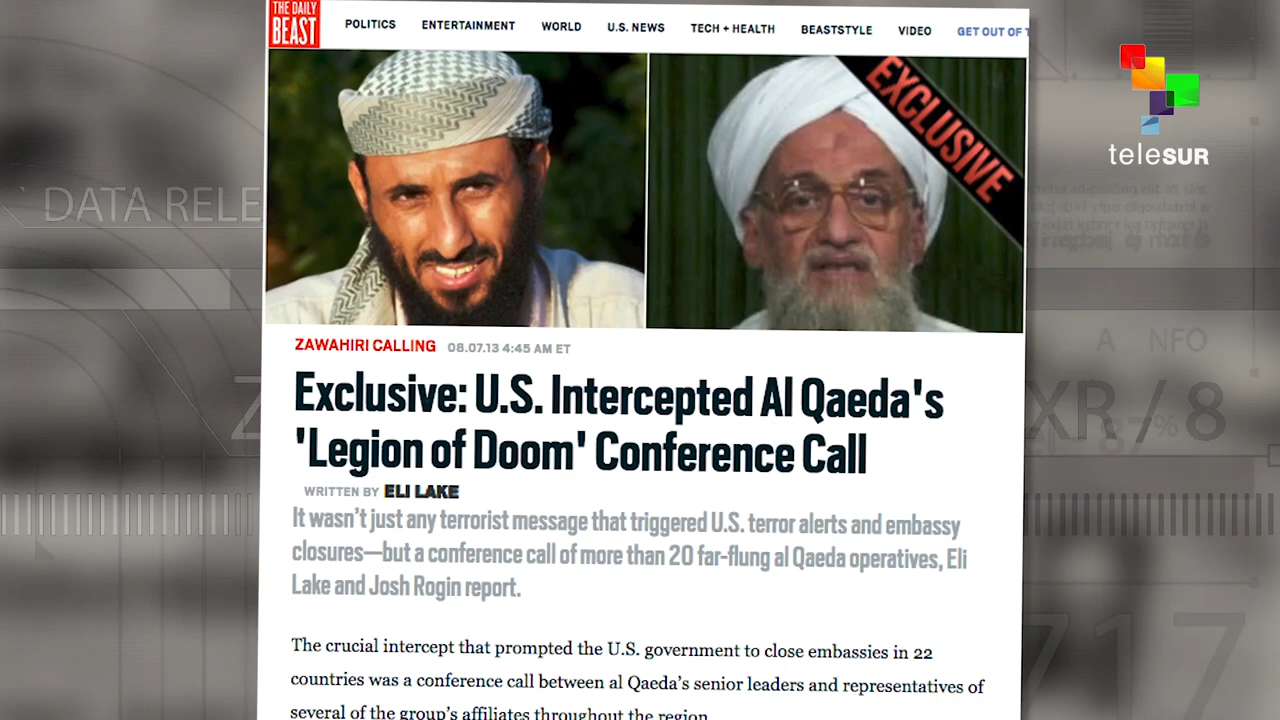 THE DAILY
BEAST
POLITICS ENTERTAINMENT WORLD U.S. NEWS TECH + HEALTH BEASTSTYLE VIDEO GET OUT OF
EXCLUSIVE
teleSUR
DATA RELE
ZAWAHIRI CALLING 08.07.13 4:45 AM ET
A NFO
Exclusive: U.S. Intercepted Al Qaeda's
'Legion of Doom' Conference Call
XR / 8
WRITTEN BY ELI LAKE
It wasn't just any terrorist message that triggered U.S. terror alerts and embassy
closures—but a conference call of more than 20 far-flung al Qaeda operatives, Eli
Lake and Josh Rogin report.
The crucial intercept that prompted the U.S. government to close embassies in 22
countries was a conference call between al Qaeda's senior leaders and representatives of
several of the group's affiliates throughout the region.
717